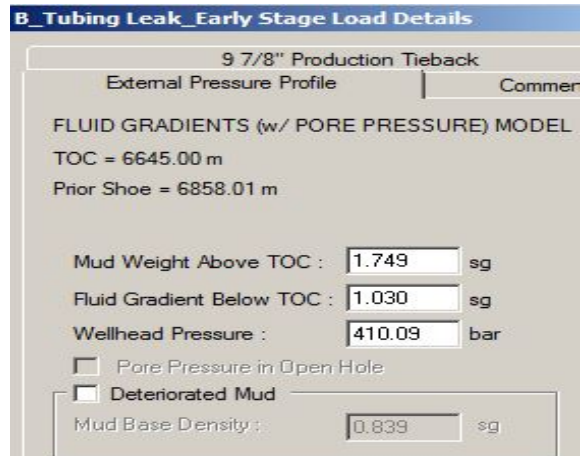 B_Tubing Leak_Early Stage Load Details
9 7/8" Production Tieback
External Pressure Profile Commen
FLUID GRADIENTS (w/ PORE PRESSURE) MODEL
TOC = 6645.00 m
Prior Shoe = 6858.01 m
Mud Weight Above TOC : 1.749 sg
Fluid Gradient Below TOC : 1.030 sg
Wellhead Pressure : 410.09 bar
Pore Pressure in Open Hole
Deteriorated Mud
Mud Base Density : 0.839 sg